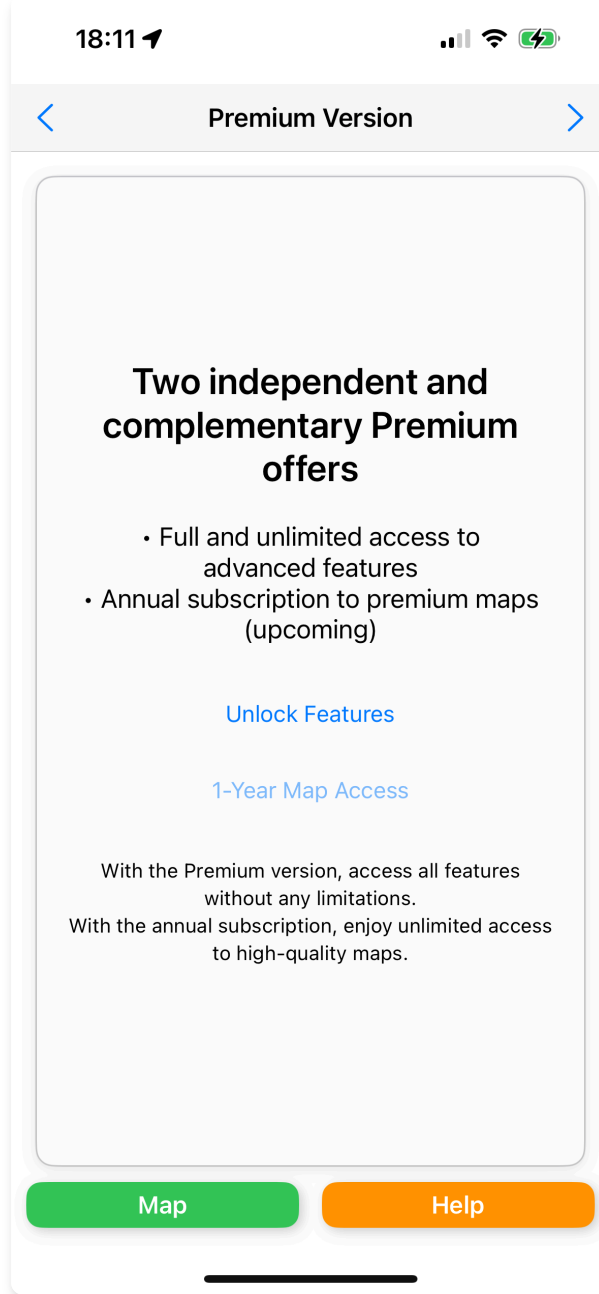 18:11
Premium Version
Two independent and
complementary Premium
offers
• Full and unlimited access to
advanced features
• Annual subscription to premium maps
(upcoming)
Unlock Features
1-Year Map Access
With the Premium version, access all features
without any limitations.
With the annual subscription, enjoy unlimited access
to high-quality maps.
Map
Help